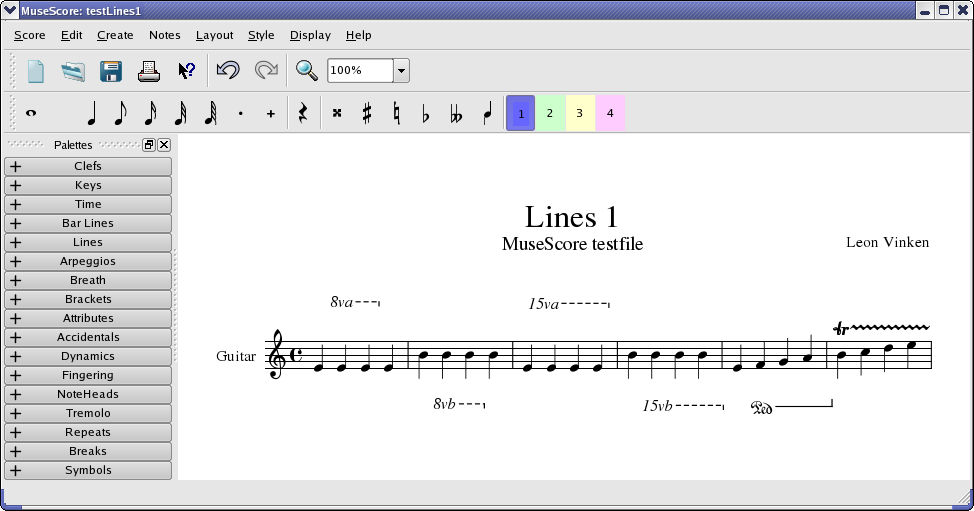 MuseScore: testLines1
Score Edit Create Notes Layout Style Display Help
100%
1 2 3 4
Palettes
Clefs
Keys
Time
Bar Lines
Lines
Arpeggios
Breath
Brackets
Attributes
Accidentals
Dynamics
Fingering
NoteHeads
Tremolo
Repeats
Breaks
Symbols
Lines 1
MuseScore testfile
Leon Vinken
8va 15va
tr
Guitar
8vb 15vb Ped